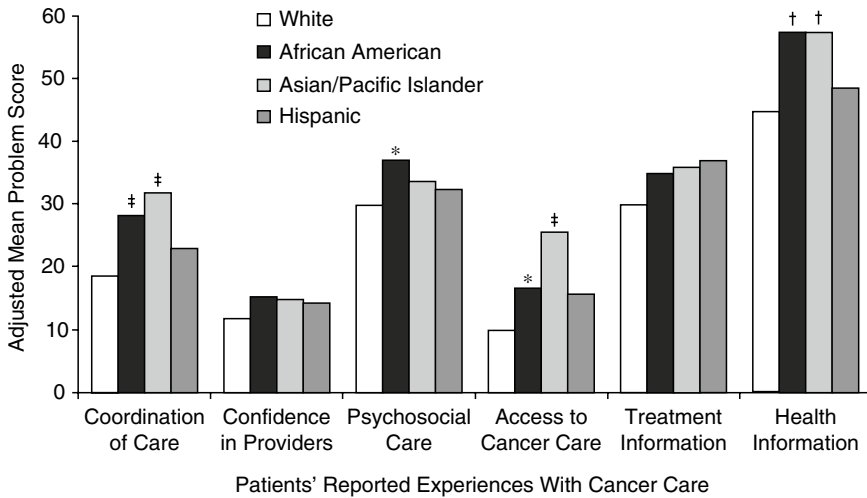 60
50
40
30
20
10
0
Adjusted Mean Problem Score
White
African American
Asian/Pacific Islander
Hispanic
‡ ‡
*
* ‡
† †
Coordination of Care
Confidence in Providers
Psychosocial Care
Access to Cancer Care
Treatment Information
Health Information
Patients' Reported Experiences With Cancer Care